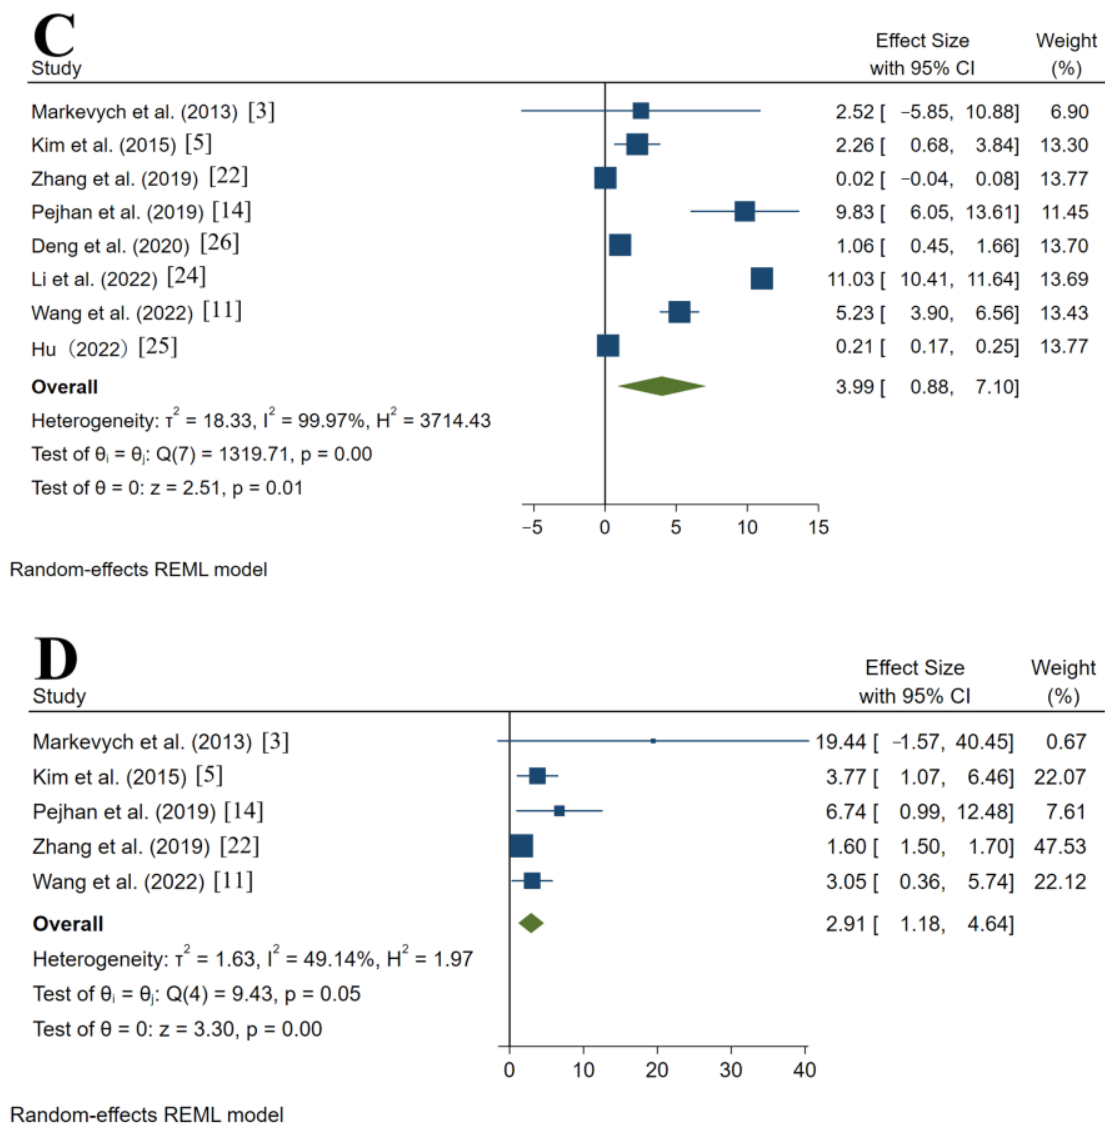 C
Effect Size Weight
Study with 95% CI (%)
Markevych et al. (2013) [3] 2.52 [ −5.85, 10.88] 6.90
Kim et al. (2015) [5] 2.26 [ 0.68, 3.84] 13.30
Zhang et al. (2019) [22] 0.02 [ −0.04, 0.08] 13.77
Pejhan et al. (2019) [14] 9.83 [ 6.05, 13.61] 11.45
Deng et al. (2020) [26] 1.06 [ 0.45, 1.66] 13.70
Li et al. (2022) [24] 11.03 [ 10.41, 11.64] 13.69
Wang et al. (2022) [11] 5.23 [ 3.90, 6.56] 13.43
Hu（2022）[25] 0.21 [ 0.17, 0.25] 13.77
Overall 3.99 [ 0.88, 7.10]
Heterogeneity: τ² = 18.33, I² = 99.97%, H² = 3714.43
Test of θᵢ = θⱼ: Q(7) = 1319.71, p = 0.00
Test of θ = 0: z = 2.51, p = 0.01
−5 0 5 10 15
Random-effects REML model
D
Effect Size Weight
Study with 95% CI (%)
Markevych et al. (2013) [3] 19.44 [ −1.57, 40.45] 0.67
Kim et al. (2015) [5] 3.77 [ 1.07, 6.46] 22.07
Pejhan et al. (2019) [14] 6.74 [ 0.99, 12.48] 7.61
Zhang et al. (2019) [22] 1.60 [ 1.50, 1.70] 47.53
Wang et al. (2022) [11] 3.05 [ 0.36, 5.74] 22.12
Overall 2.91 [ 1.18, 4.64]
Heterogeneity: τ² = 1.63, I² = 49.14%, H² = 1.97
Test of θᵢ = θⱼ: Q(4) = 9.43, p = 0.05
Test of θ = 0: z = 3.30, p = 0.00
0 10 20 30 40
Random-effects REML model